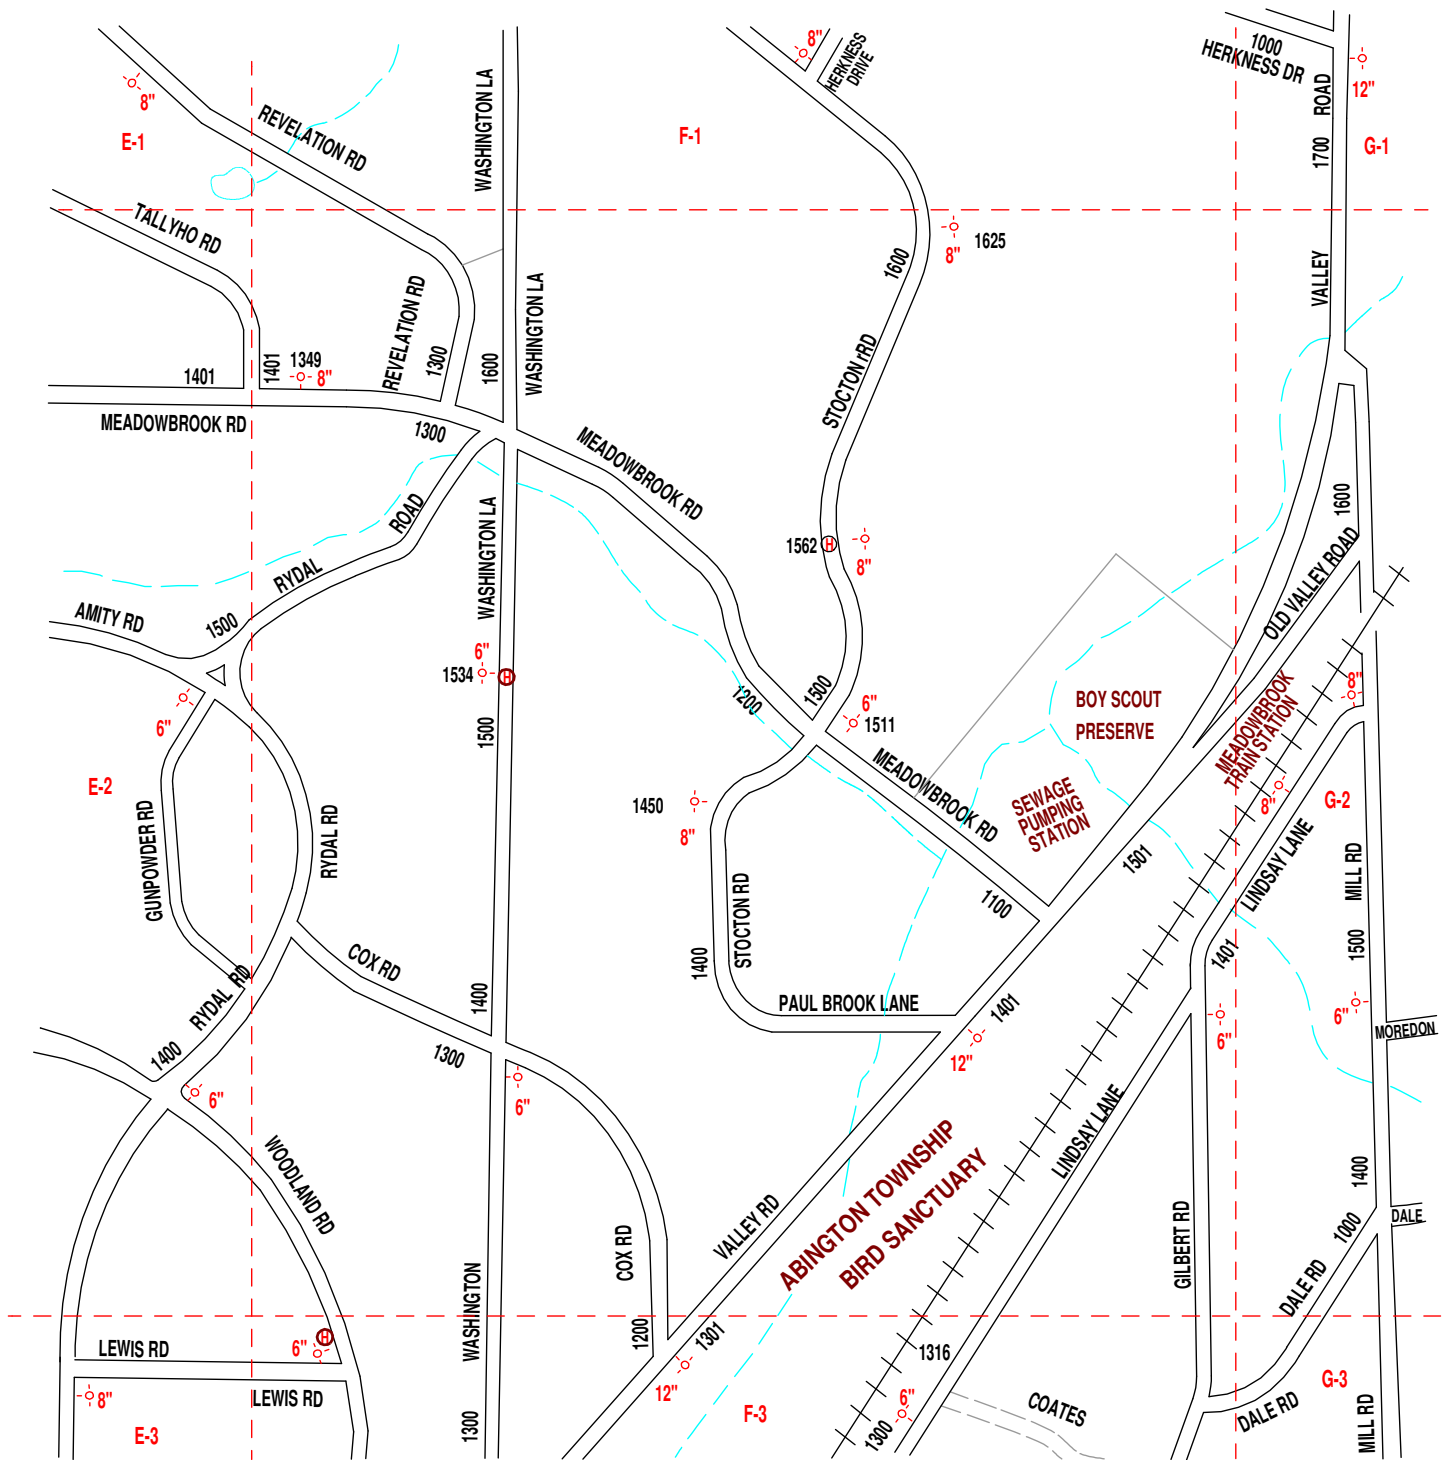 8"
HERKNESS
DRIVE
1000
HERKNESS DR
12"
8"
E-1
REVELATION RD
WASHINGTON LA
F-1
1700
ROAD
G-1
TALLYHO RD
1625
8"
1600
VALLEY
REVELATION RD
1300
1600
WASHINGTON LA
1401
1401
1349
8"
STOCTON rRD
MEADOWBROOK RD
1300
MEADOWBROOK RD
ROAD
WASHINGTON LA
1600
RYDAL
1562
H
8"
OLD VALLEY ROAD
AMITY RD
1500
6"
1534
H
1200
1500
6"
1511
BOY SCOUT
PRESERVE
MEADOWBROOK
TRAIN STATION
8"
6"
1500
E-2
MEADOWBROOK RD
SEWAGE
PUMPING
STATION
8"
G-2
1450
8"
GUNPOWDER RD
RYDAL RD
1501
LINDSAY LANE
MILL RD
STOCTON RD
1100
COX RD
1400
1401
1500
RYDAL RD
1400
PAUL BROOK LANE
1401
6"
6"
MOREDON
1400
1300
12"
6"
6"
LINDSAY LANE
WOODLAND RD
ABINGTON TOWNSHIP
BIRD SANCTUARY
1400
VALLEY RD
COX RD
GILBERT RD
1000
DALE
DALE RD
WASHINGTON
H
6"
LEWIS RD
1200
1301
1316
12"
8"
LEWIS RD
G-3
E-3
1300
F-3
6"
1300
COATES
DALE RD
MILL RD